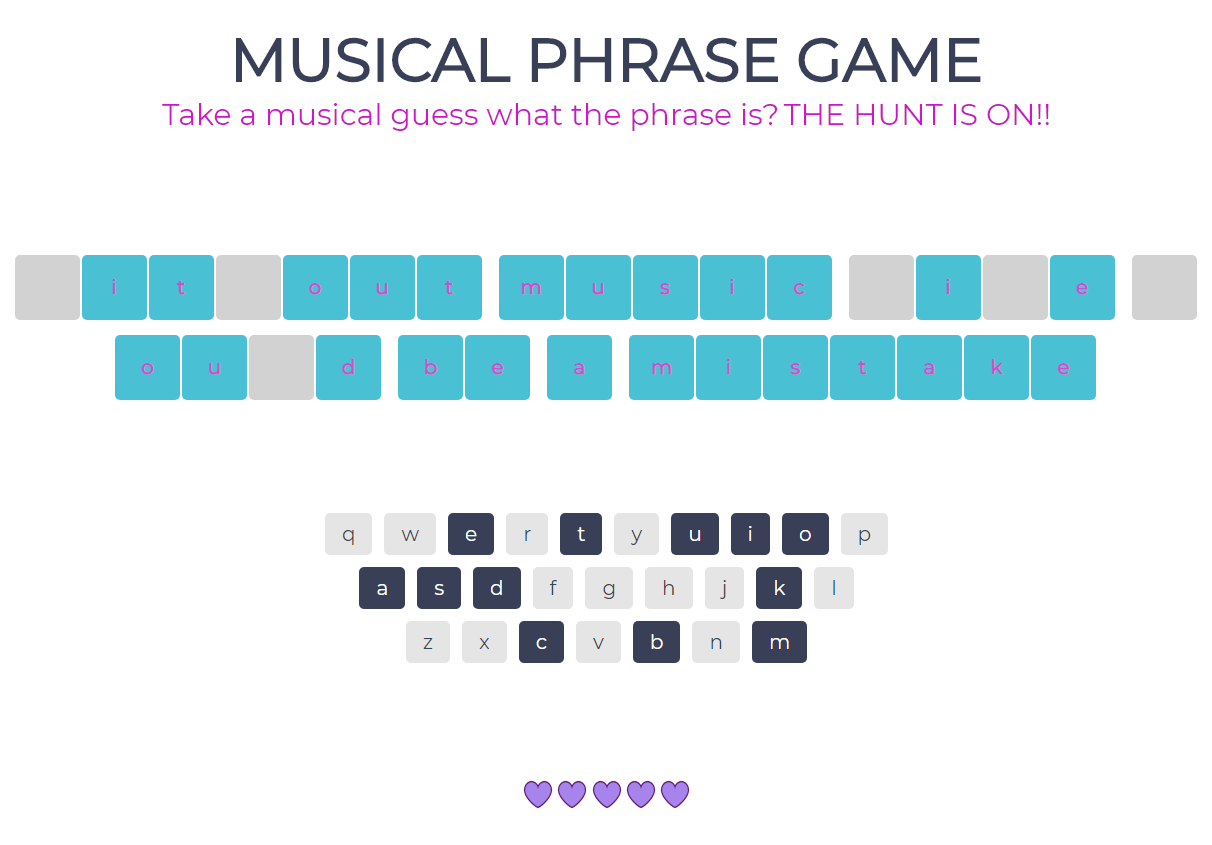 MUSICAL PHRASE GAME
Take a musical guess what the phrase is? THE HUNT IS ON!!
i t o u t m u s i c i e
o u d b e a m i s t a k e
q w e r t y u i o p
a s d f g h j k l
z x c v b n m